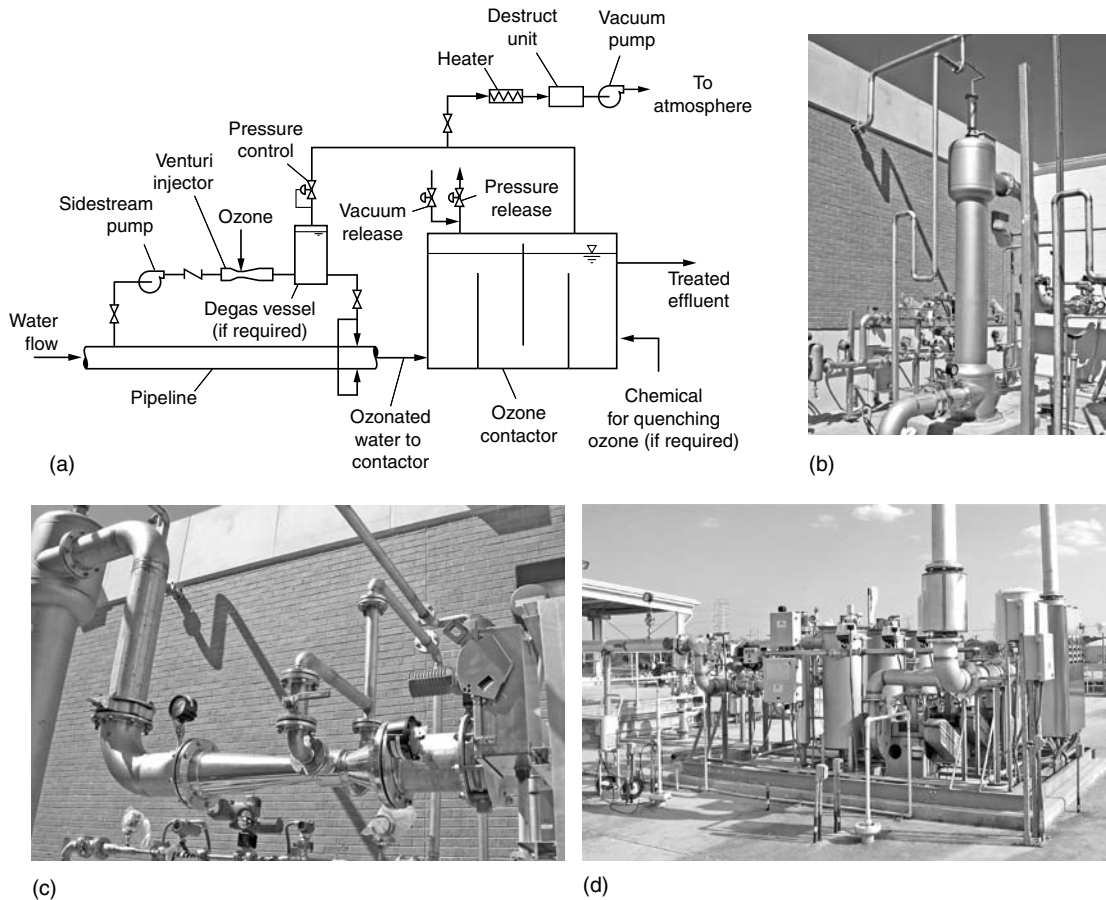 Destruct
unit
Vacuum
pump
Heater
To
atmosphere
Pressure
control
Venturi
injector
Sidestream
pump
Ozone
Vacuum
release
Pressure
release
Degas vessel
(if required)
Treated
effluent
Water
flow
Pipeline
Ozonated
water to
contactor
Ozone
contactor
Chemical
for quenching
ozone (if required)
(a)
(b)
(c)
(d)